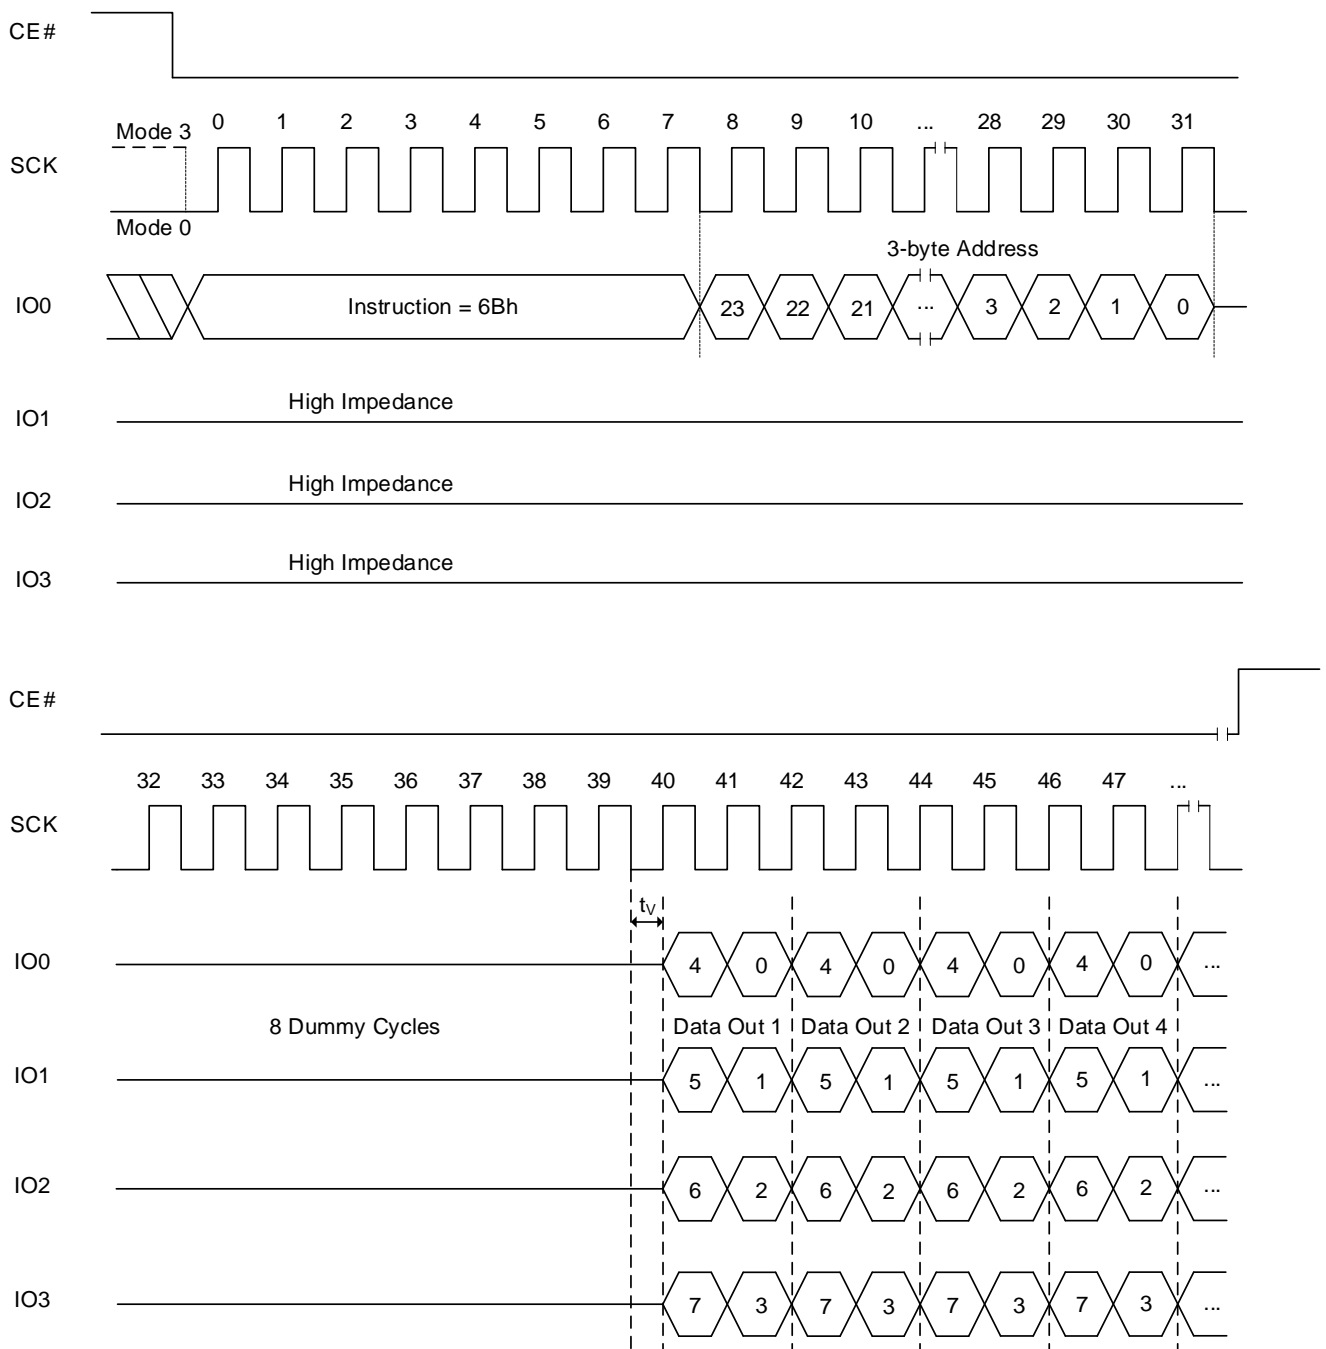 CE#
Mode 3 0 1 2 3 4 5 6 7 8 9 10 ... 28 29 30 31
SCK
Mode 0
3-byte Address
IO0 Instruction = 6Bh 23 22 21 ... 3 2 1 0
High Impedance
IO1
High Impedance
IO2
High Impedance
IO3
CE#
32 33 34 35 36 37 38 39 40 41 42 43 44 45 46 47 ...
SCK
tV
IO0 4 0 4 0 4 0 4 0 ...
8 Dummy Cycles Data Out 1 Data Out 2 Data Out 3 Data Out 4
IO1 5 1 5 1 5 1 5 1 ...
IO2 6 2 6 2 6 2 6 2 ...
IO3 7 3 7 3 7 3 7 3 ...